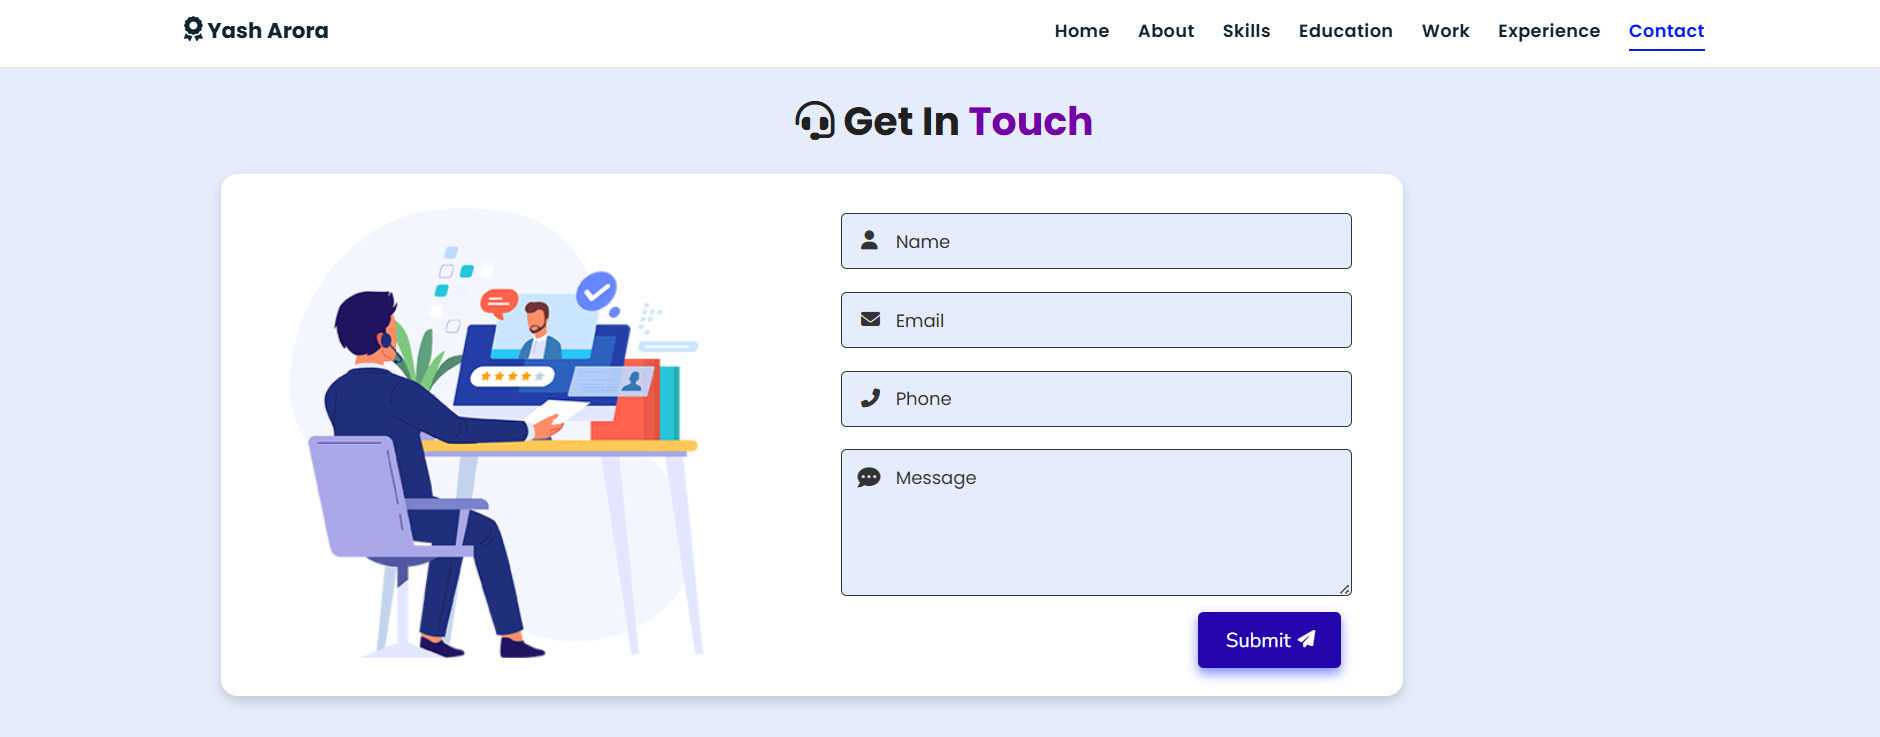 Yash Arora
Home About Skills Education Work Experience Contact
Get In Touch
Name
Email
Phone
Message
Submit